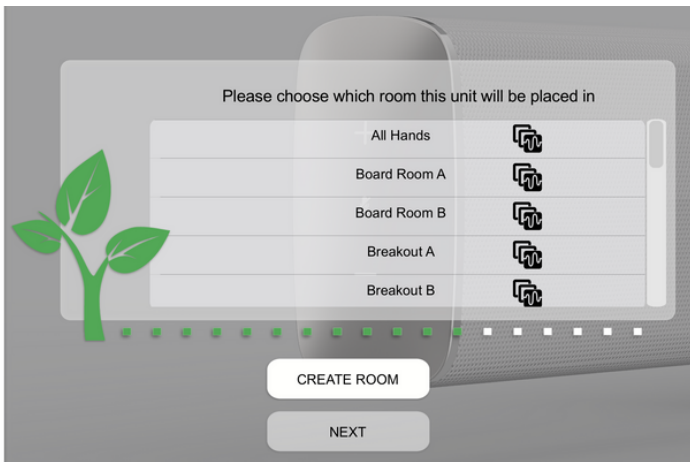 Please choose which room this unit will be placed in
All Hands
Board Room A
Board Room B
Breakout A
Breakout B
CREATE ROOM
NEXT